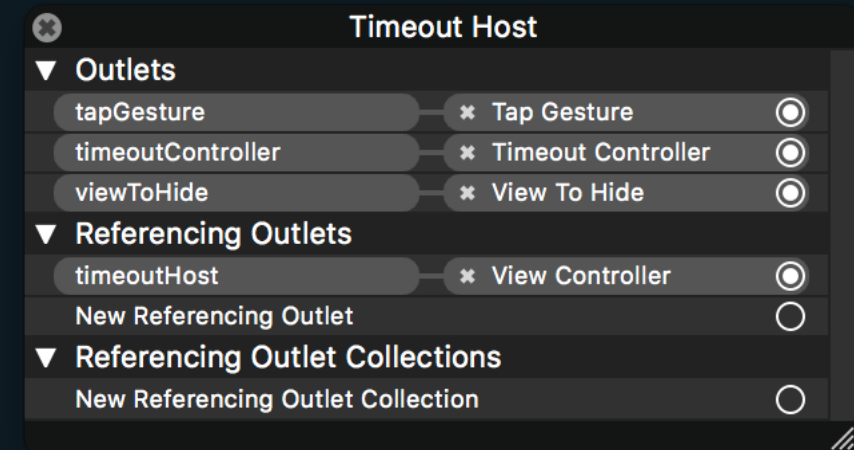 Timeout Host
Outlets
tapGesture Tap Gesture
timeoutController Timeout Controller
viewToHide View To Hide
Referencing Outlets
timeoutHost View Controller
New Referencing Outlet
Referencing Outlet Collections
New Referencing Outlet Collection